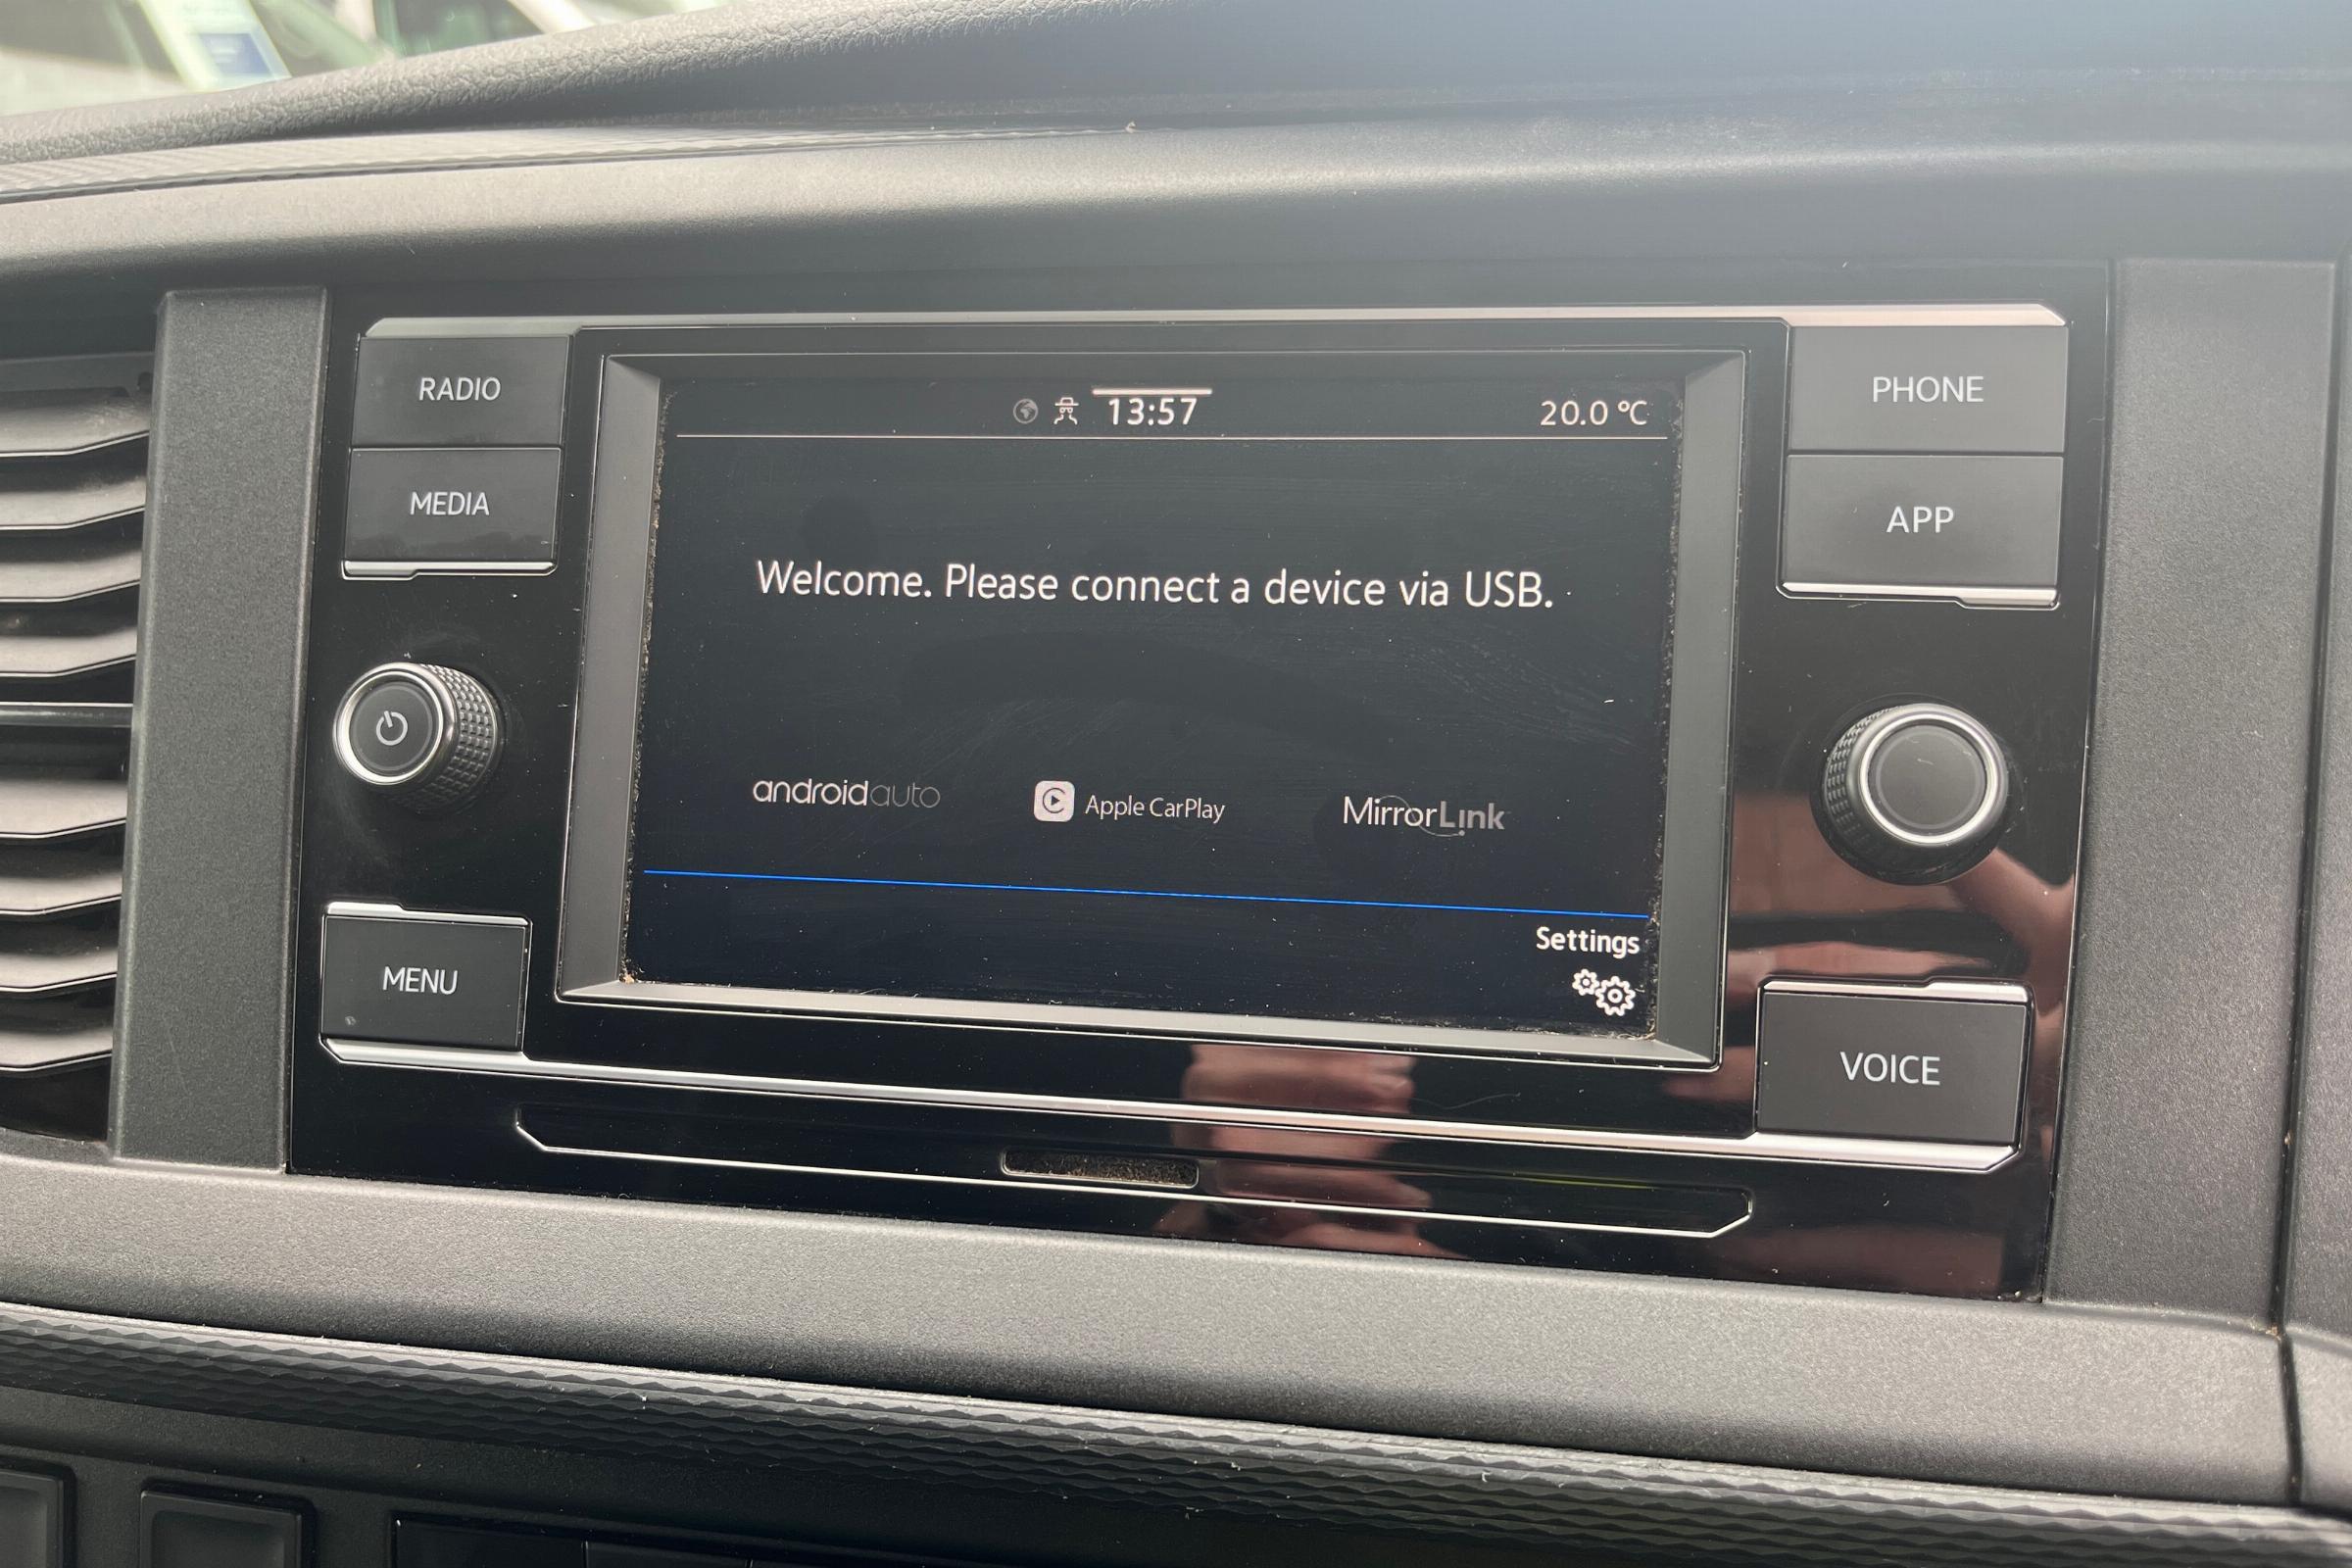 RADIO
MEDIA
MENU
13:57
20.0 °C
Welcome. Please connect a device via USB.
androidauto
Apple CarPlay
MirrorLink
Settings
PHONE
APP
VOICE